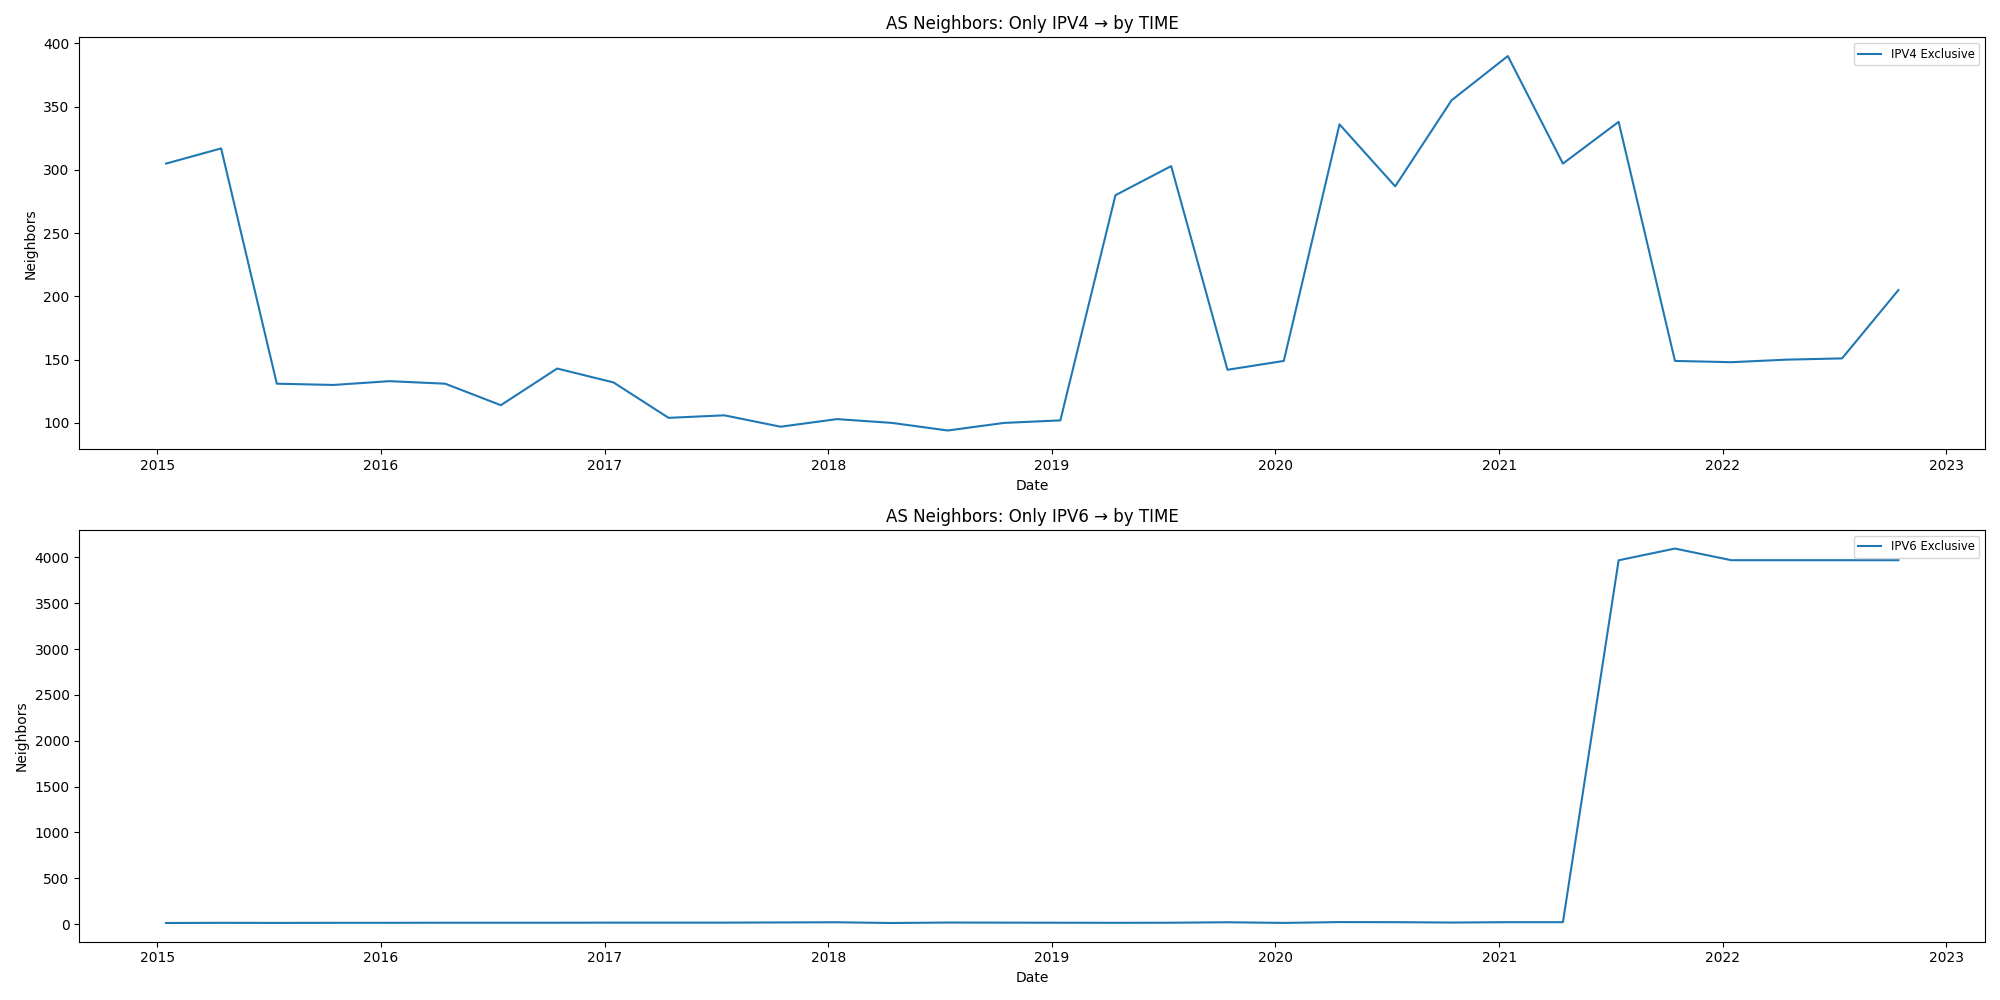 AS Neighbors: Only IPV4 → by TIME
400
350
300
250
200
150
100
Neighbors
IPV4 Exclusive
2015 2016 2017 2018 2019 2020 2021 2022 2023
Date
AS Neighbors: Only IPV6 → by TIME
4000
3500
3000
2500
2000
1500
1000
500
0
Neighbors
IPV6 Exclusive
2015 2016 2017 2018 2019 2020 2021 2022 2023
Date